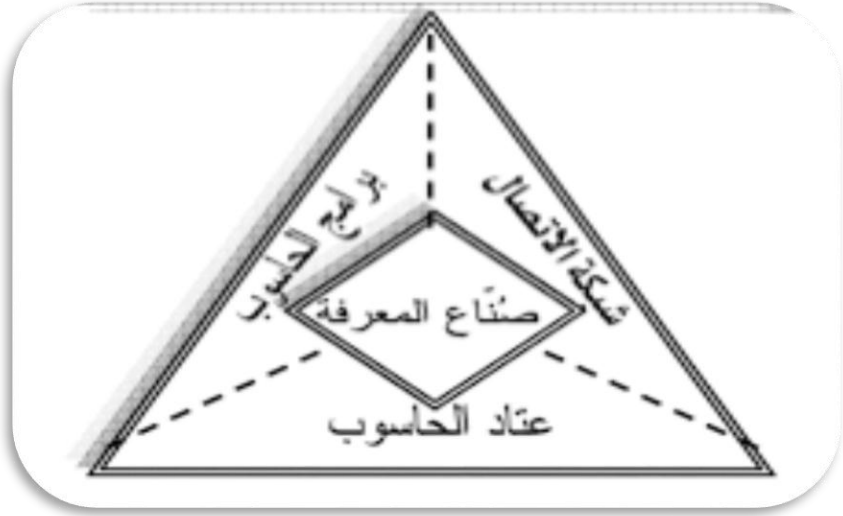 برامج الحاسوب
شبكة الاتصال
صنّاع المعرفة
عتاد الحاسوب